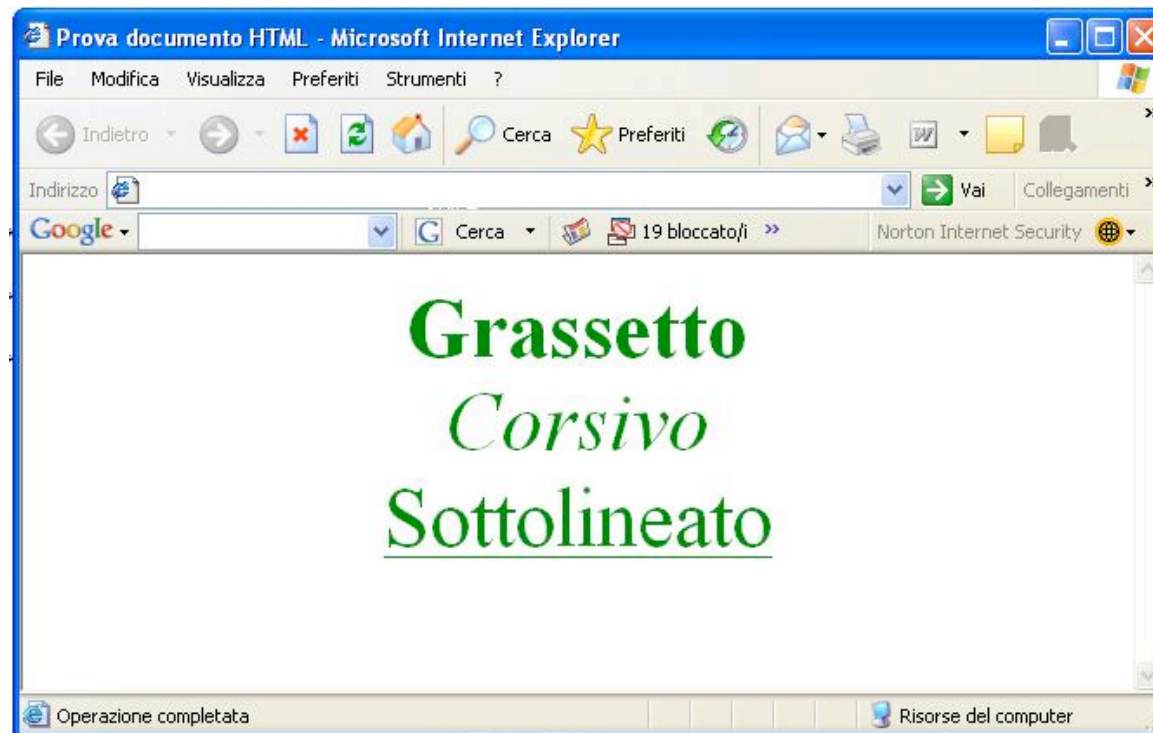 Prova documento HTML - Microsoft Internet Explorer
File Modifica Visualizza Preferiti Strumenti ?
Indietro Cerca Preferiti W »
Indirizzo Vai Collegamenti »
Google G Cerca 19 bloccato/i » Norton Internet Security
Grassetto
Corsivo
Sottolineato
Operazione completata Risorse del computer